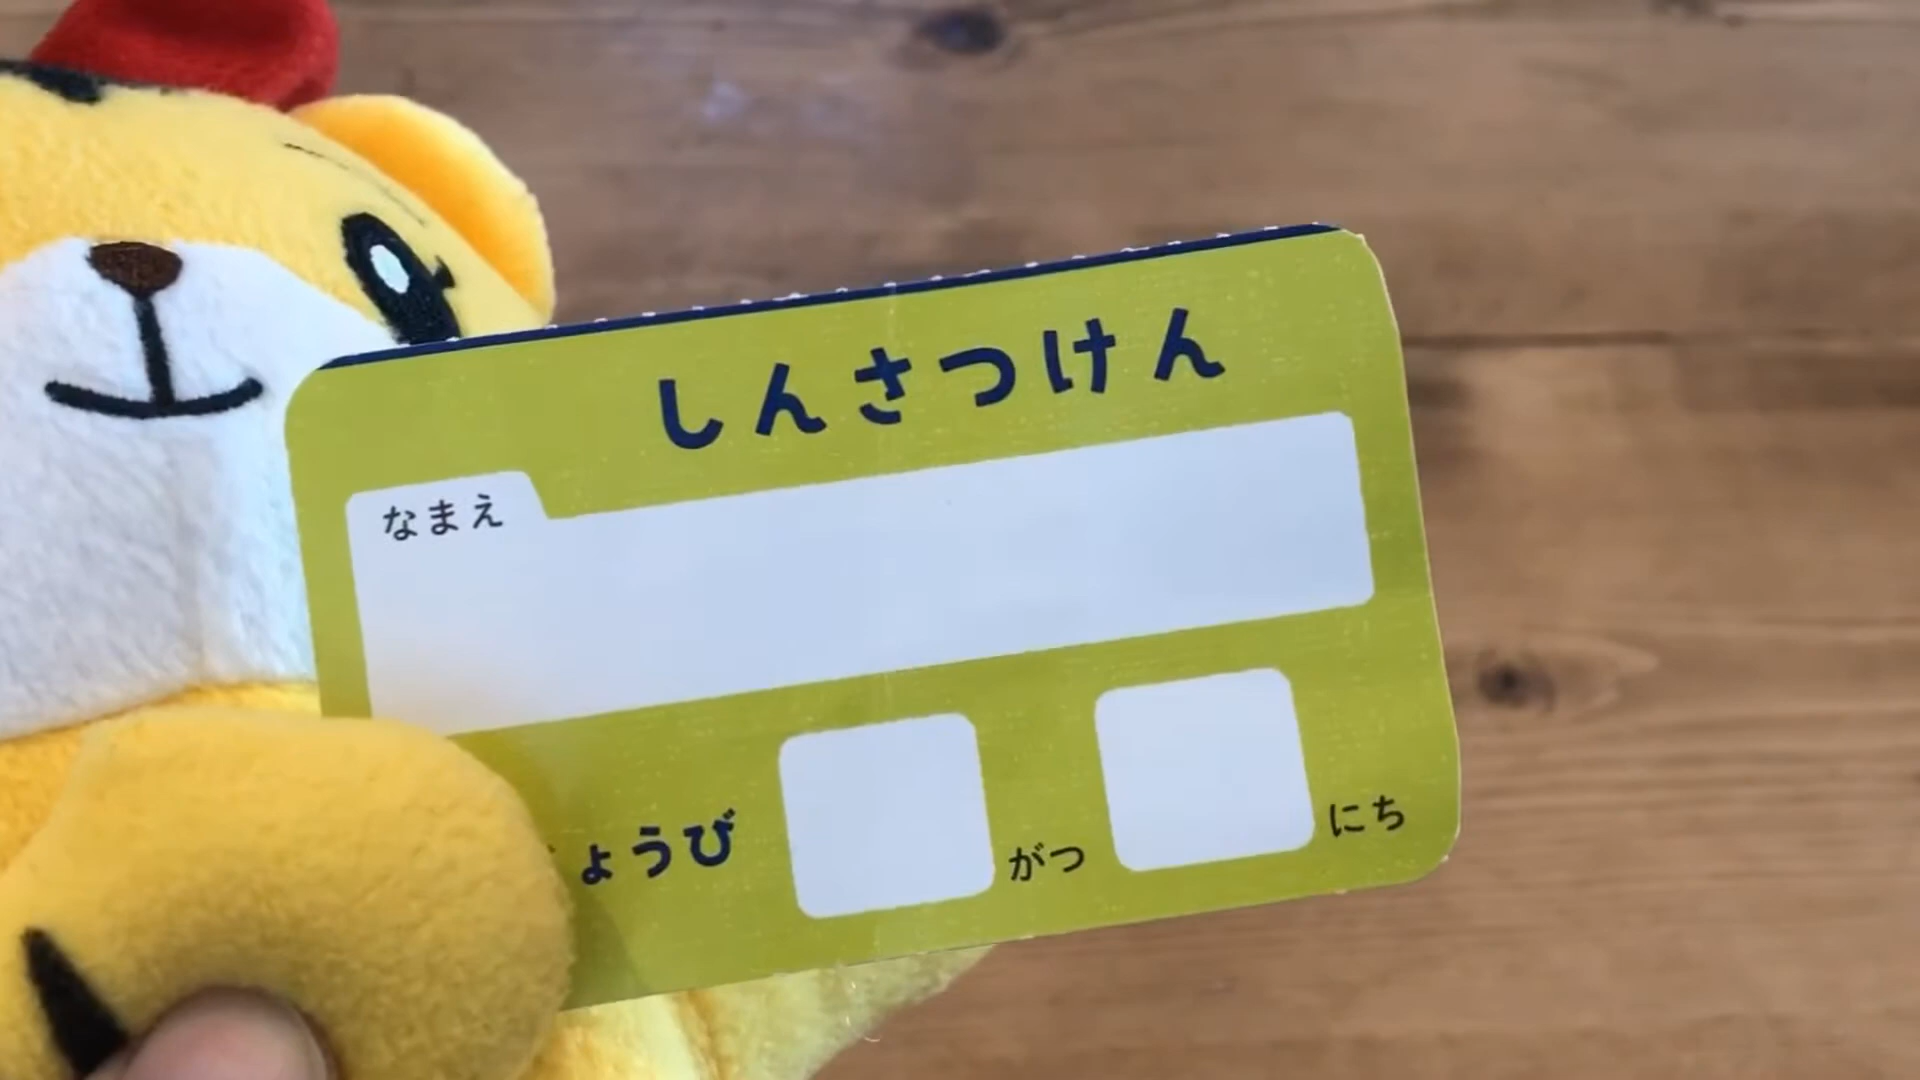 しんさつけん
なまえ
ょうび がつ にち